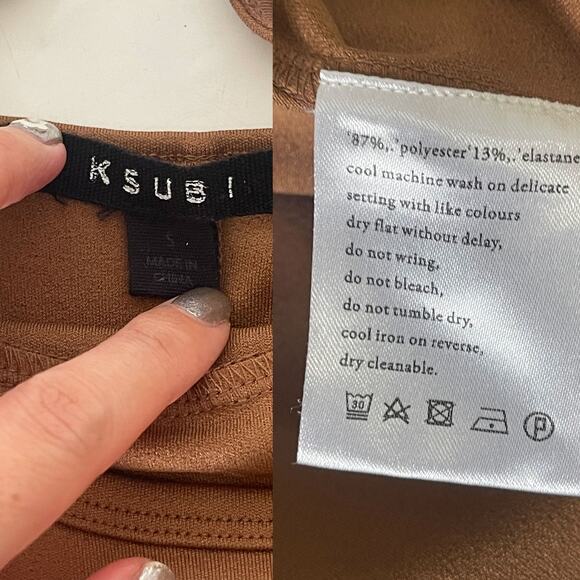 KSUBI
S
MADE IN
CHINA
'87%,.'polyester'13%,.'elastane
cool machine wash on delicate
setting with like colours
dry flat without delay,
do not wring,
do not bleach,
do not tumble dry,
cool iron on reverse,
dry cleanable.
30
P